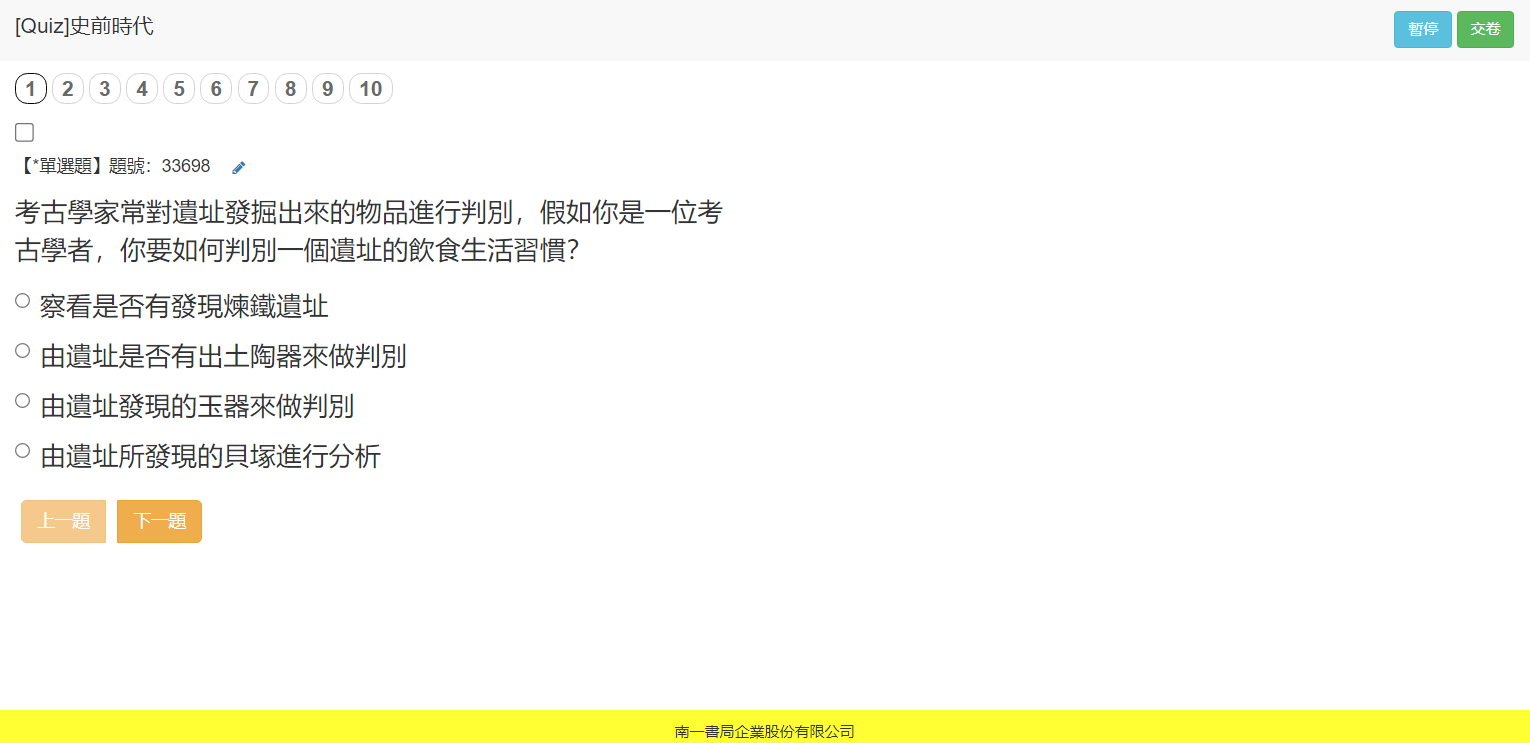 [Quiz]史前時代
暫停 交卷
1 2 3 4 5 6 7 8 9 10
【*單選題】題號：33698
考古學家常對遺址發掘出來的物品進行判別，假如你是一位考
古學者，你要如何判別一個遺址的飲食生活習慣？
察看是否有發現煉鐵遺址
由遺址是否有出土陶器來做判別
由遺址發現的玉器來做判別
由遺址所發現的貝塚進行分析
上一題 下一題
南一書局企業股份有限公司